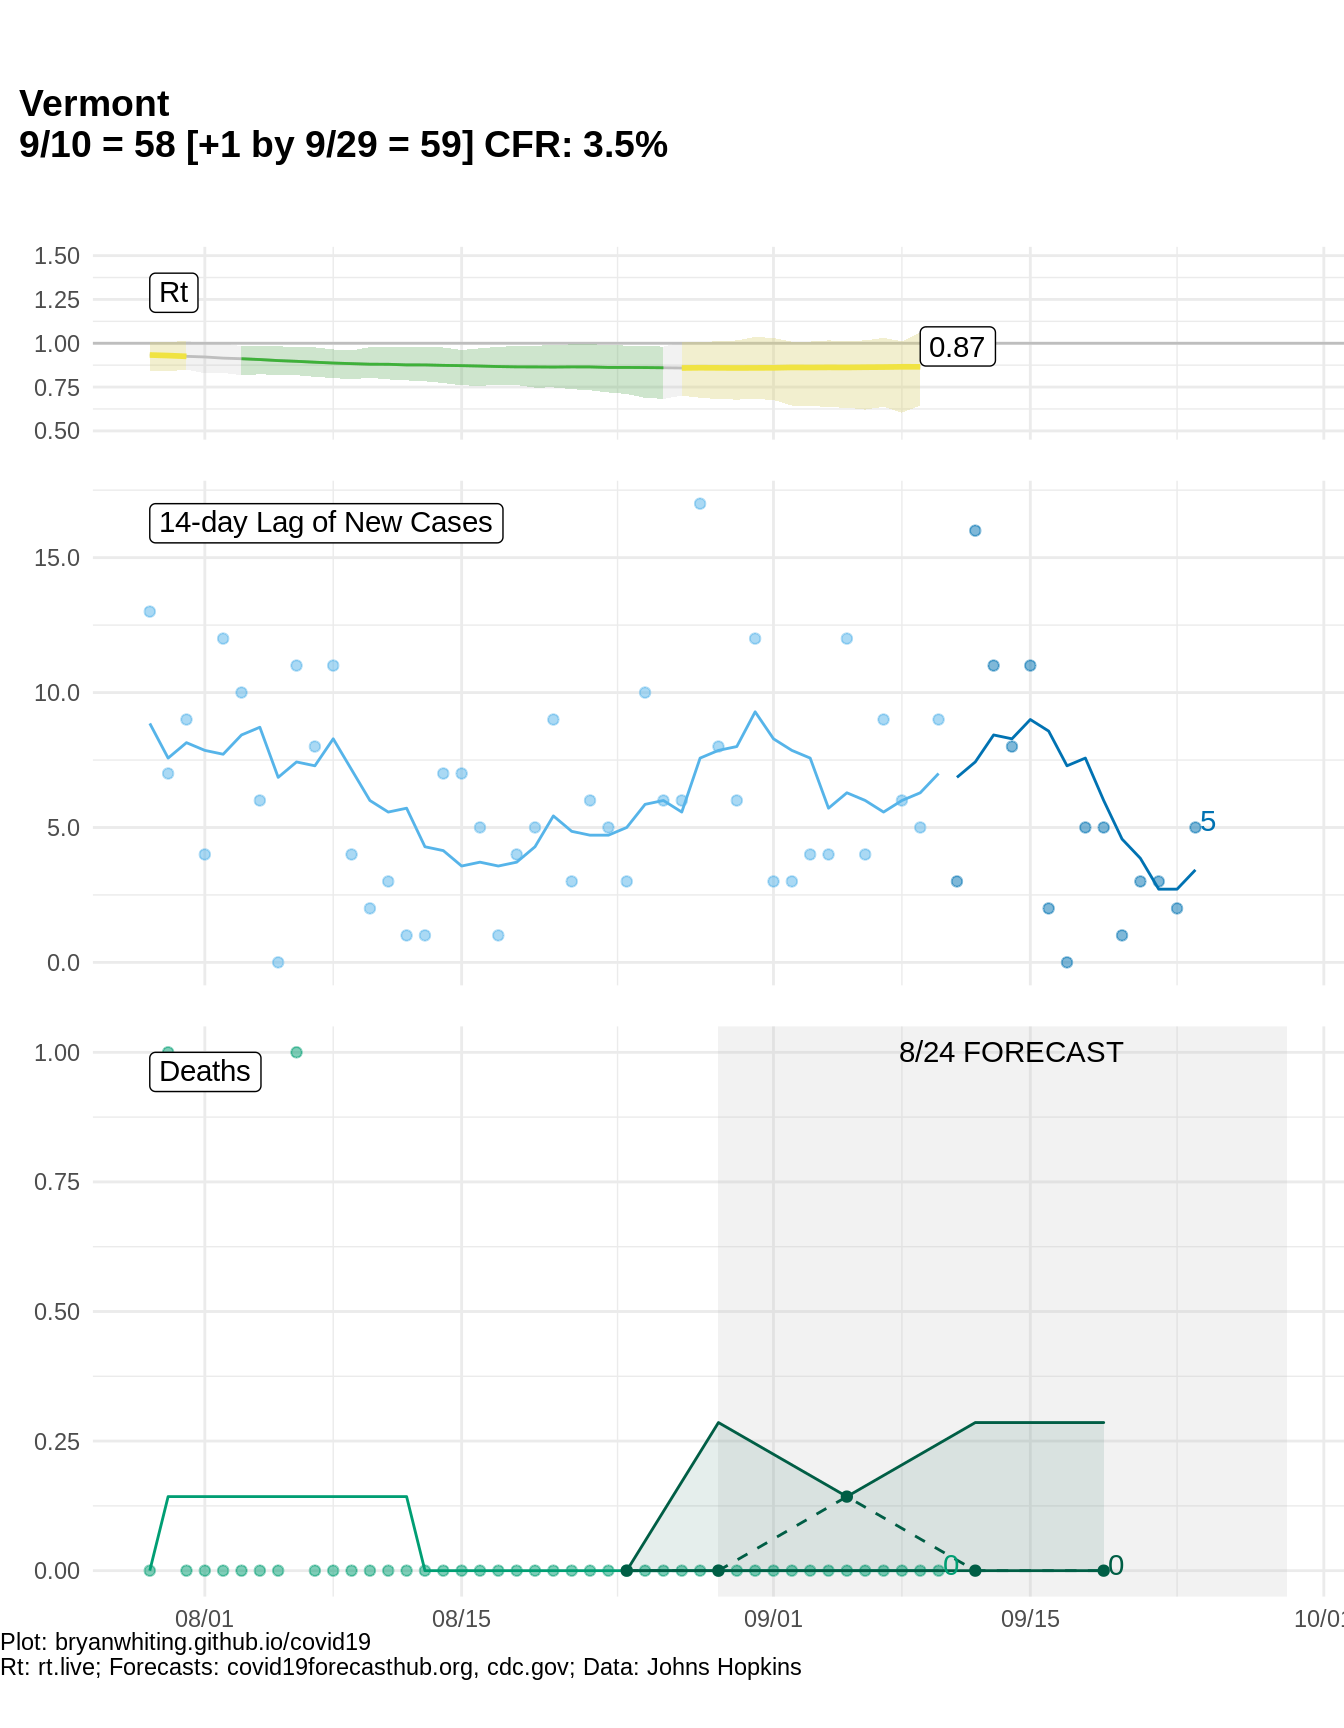 Vermont
9/10 = 58 [+1 by 9/29 = 59] CFR: 3.5%
1.50
1.25
1.00
0.75
0.50
Rt
0.87
15.0
10.0
5.0
0.0
14-day Lag of New Cases
5
1.00
0.75
0.50
0.25
0.00
Deaths
8/24 FORECAST
0
0
08/01
08/15
09/01
09/15
10/01
Plot: bryanwhiting.github.io/covid19
Rt: rt.live; Forecasts: covid19forecasthub.org, cdc.gov; Data: Johns Hopkins